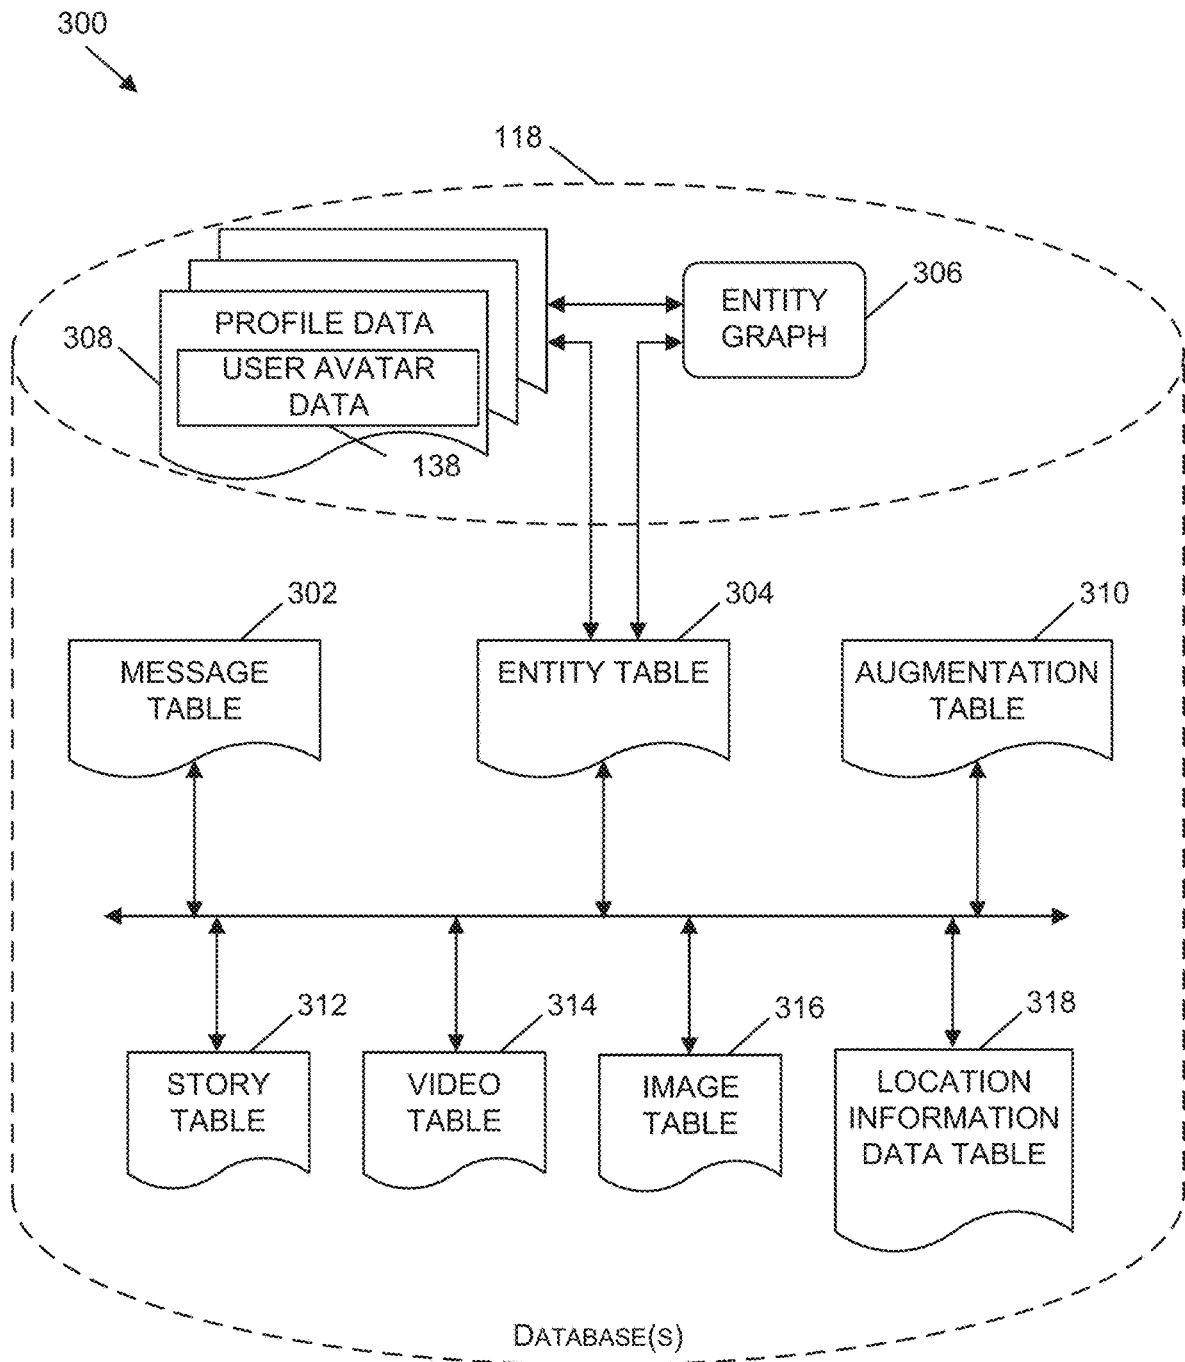 300
118
306
ENTITY
GRAPH
308
PROFILE DATA
USER AVATAR
DATA
138
302
304
310
MESSAGE
TABLE
ENTITY TABLE
AUGMENTATION
TABLE
312
314
316
318
STORY
TABLE
VIDEO
TABLE
IMAGE
TABLE
LOCATION
INFORMATION
DATA TABLE
DATABASE(S)